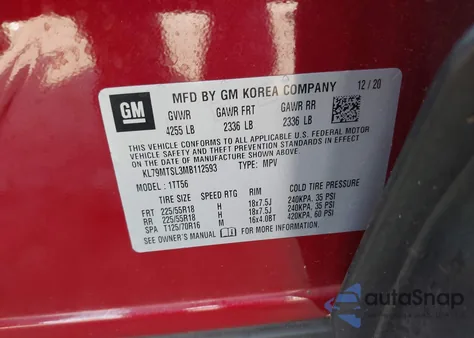 GM
MFD BY GM KOREA COMPANY 12 / 20
GVWR GAWR FRT GAWR RR
4255 LB 2336 LB 2336 LB
THIS VEHICLE CONFORMS TO ALL APPLICABLE U.S. FEDERAL MOTOR
VEHICLE SAFETY AND THEFT PREVENTION STANDARDS IN EFFECT
ON THE DATE OF MANUFACTURE SHOWN ABOVE.
KL79MTSL3MB112593 TYPE: MPV
MODEL: 1TT56
TIRE SIZE SPEED RTG RIM COLD TIRE PRESSURE
FRT 225/55R18 H 18x7.5J 240KPA, 35 PSI
RR 225/55R18 H 18x7.5J 240KPA, 35 PSI
SPA T125/70R16 M 16x4.0BT 420KPA, 60 PSI
SEE OWNER'S MANUAL
autoSnap